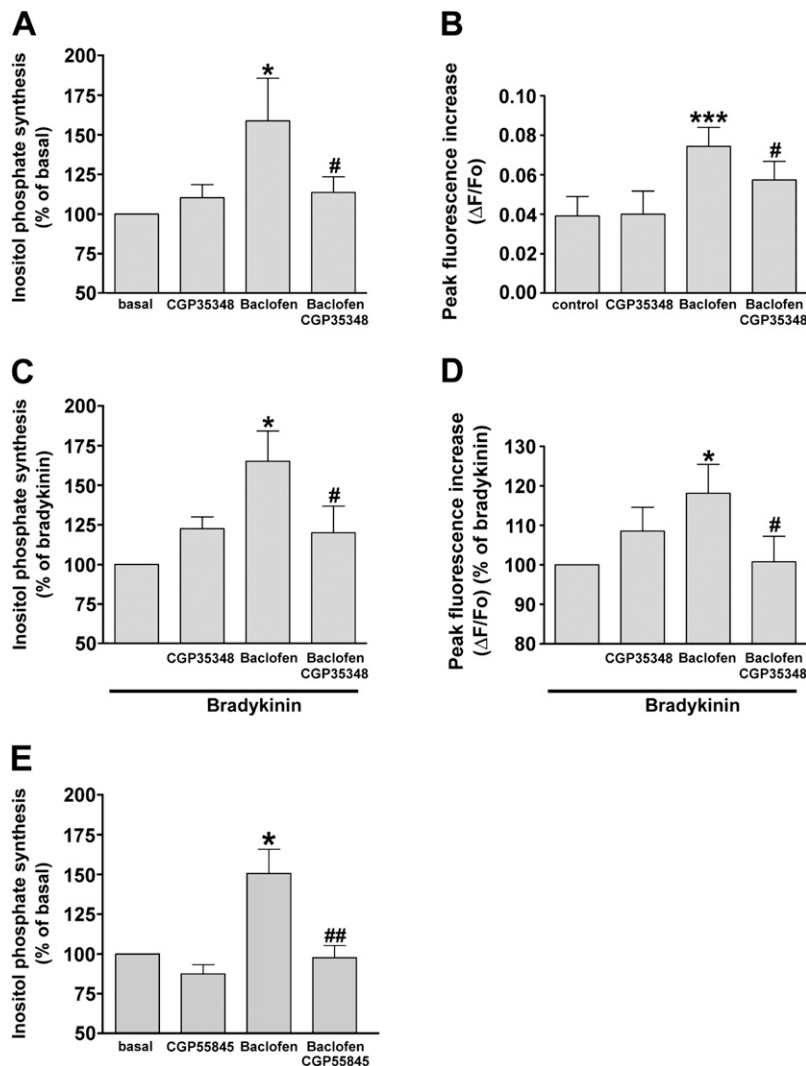 A
Inositol phosphate synthesis
(% of basal)
200
175
150
125
100
75
50
*
#
basal
CGP35348
Baclofen
Baclofen
CGP35348
B
Peak fluorescence increase
(ΔF/Fo)
0.10
0.08
0.06
0.04
0.02
0.00
***
#
control
CGP35348
Baclofen
Baclofen
CGP35348
C
Inositol phosphate synthesis
(% of bradykinin)
200
175
150
125
100
75
50
*
#
CGP35348
Baclofen
Baclofen
CGP35348
Bradykinin
D
Peak fluorescence increase
(ΔF/Fo) (% of bradykinin)
130
120
110
100
90
80
*
#
CGP35348
Baclofen
Baclofen
CGP35348
Bradykinin
E
Inositol phosphate synthesis
(% of basal)
200
175
150
125
100
75
50
*
##
basal
CGP55845
Baclofen
Baclofen
CGP55845